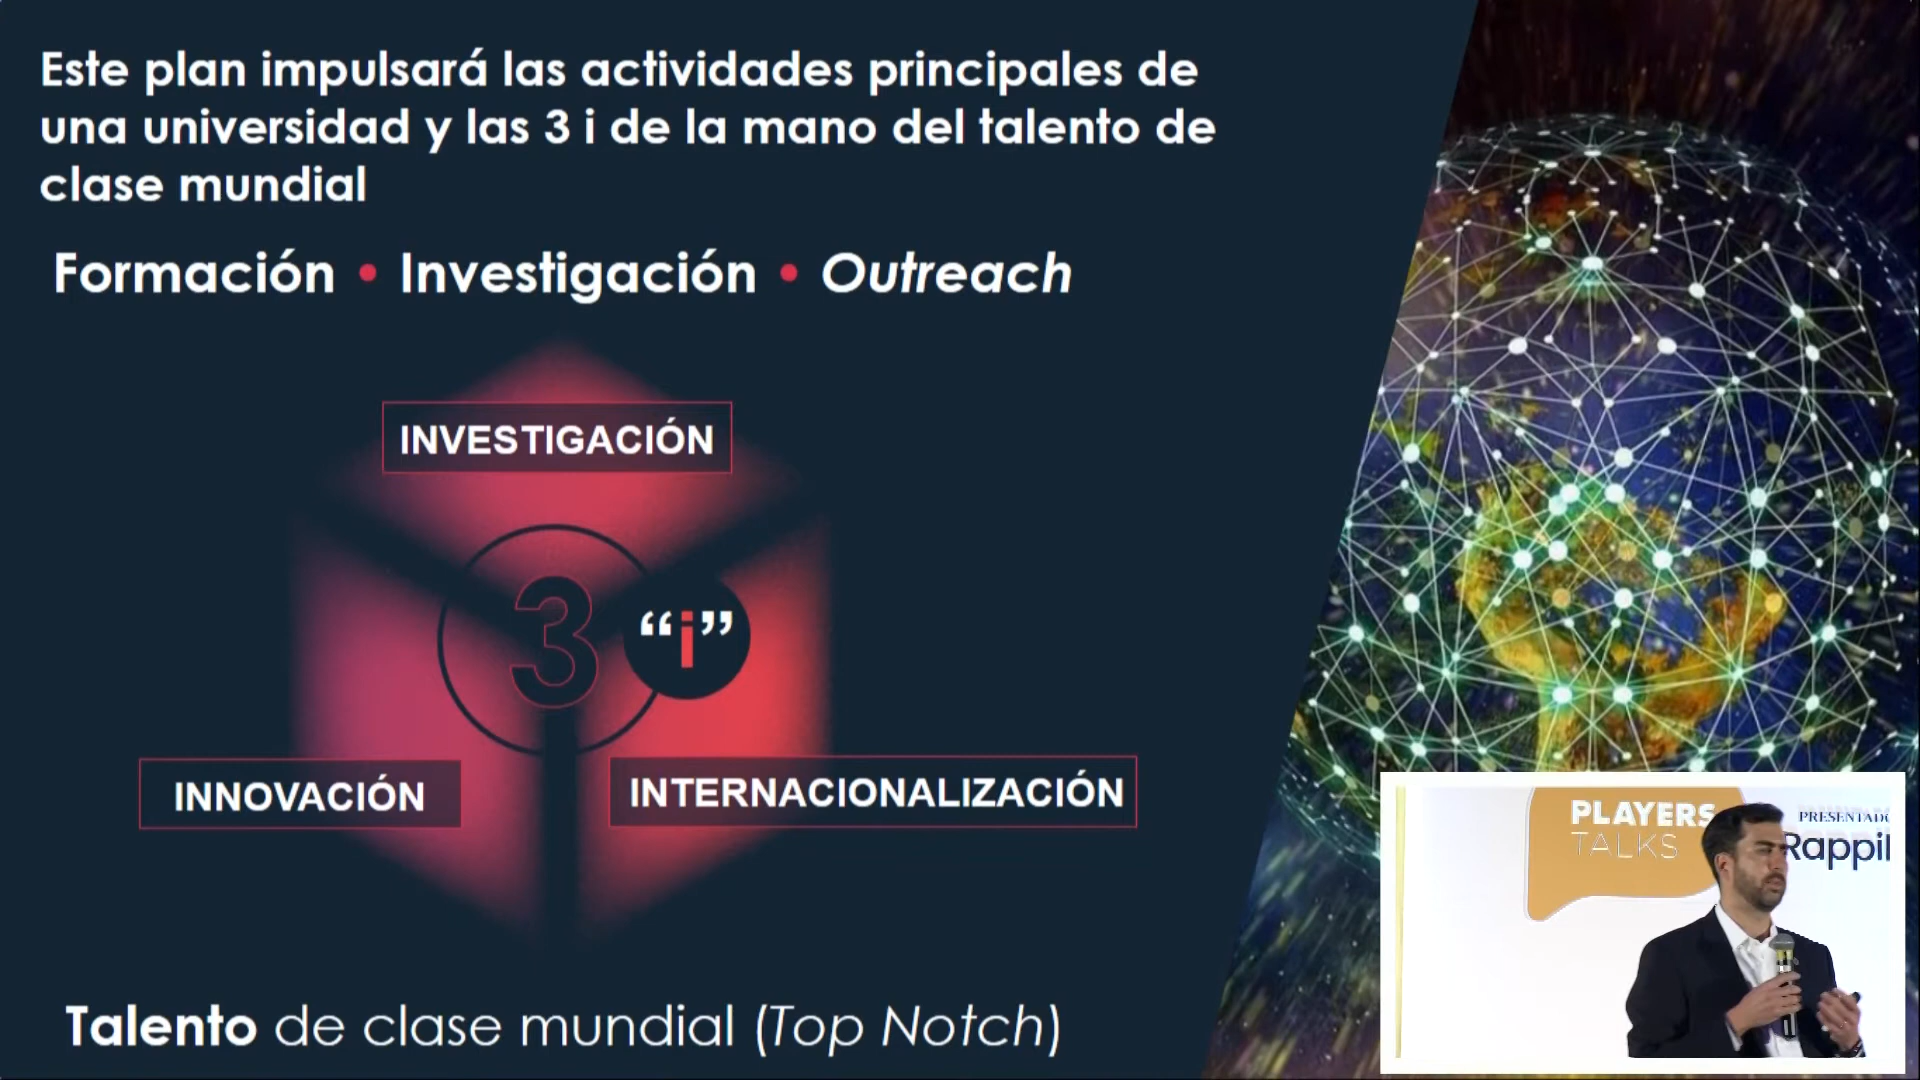 Este plan impulsará las actividades principales de
una universidad y las 3 i de la mano del talento de
clase mundial
Formación • Investigación • Outreach
INVESTIGACIÓN
3 “i”
INNOVACIÓN
INTERNACIONALIZACIÓN
Talento de clase mundial (Top Notch)
PLAYERS
TALKS